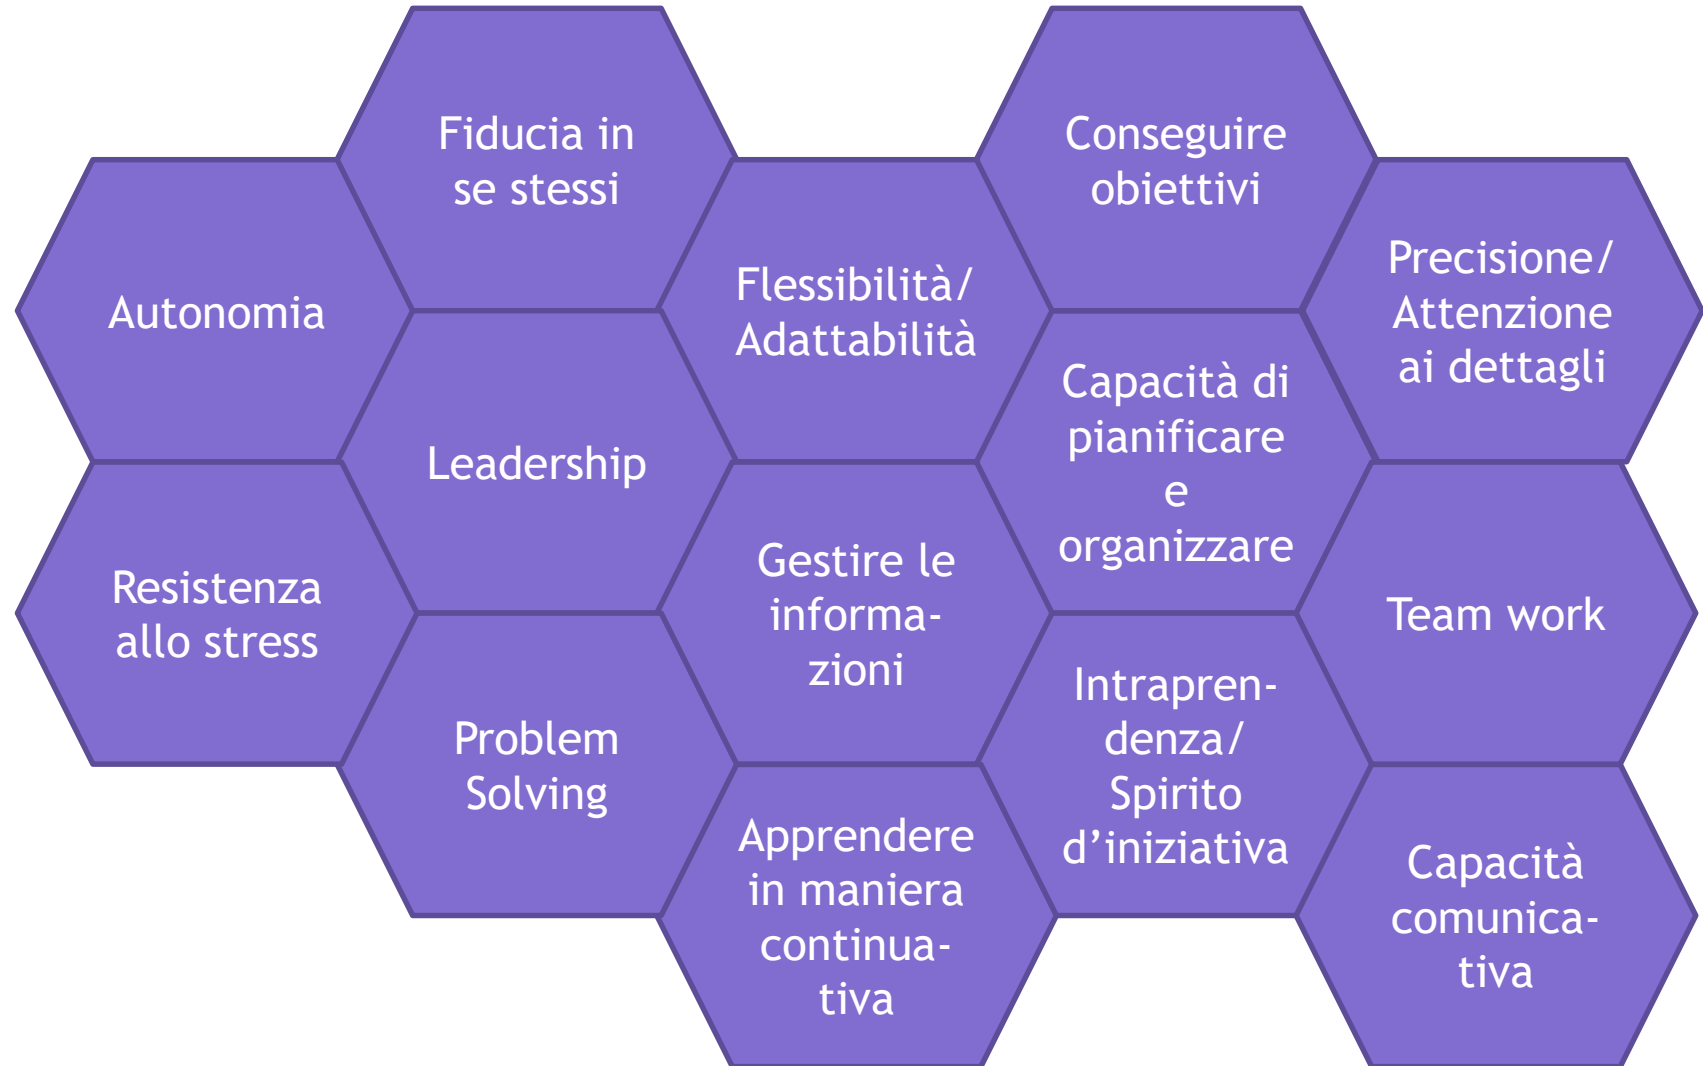 Fiducia in
se stessi
Conseguire
obiettivi
Autonomia
Flessibilità/
Adattabilità
Precisione/
Attenzione
ai dettagli
Leadership
Capacità di
pianificare
e
organizzare
Resistenza
allo stress
Gestire le
informa-
zioni
Team work
Problem
Solving
Intrapren-
denza/
Spirito
d’iniziativa
Apprendere
in maniera
continua-
tiva
Capacità
comunica-
tiva